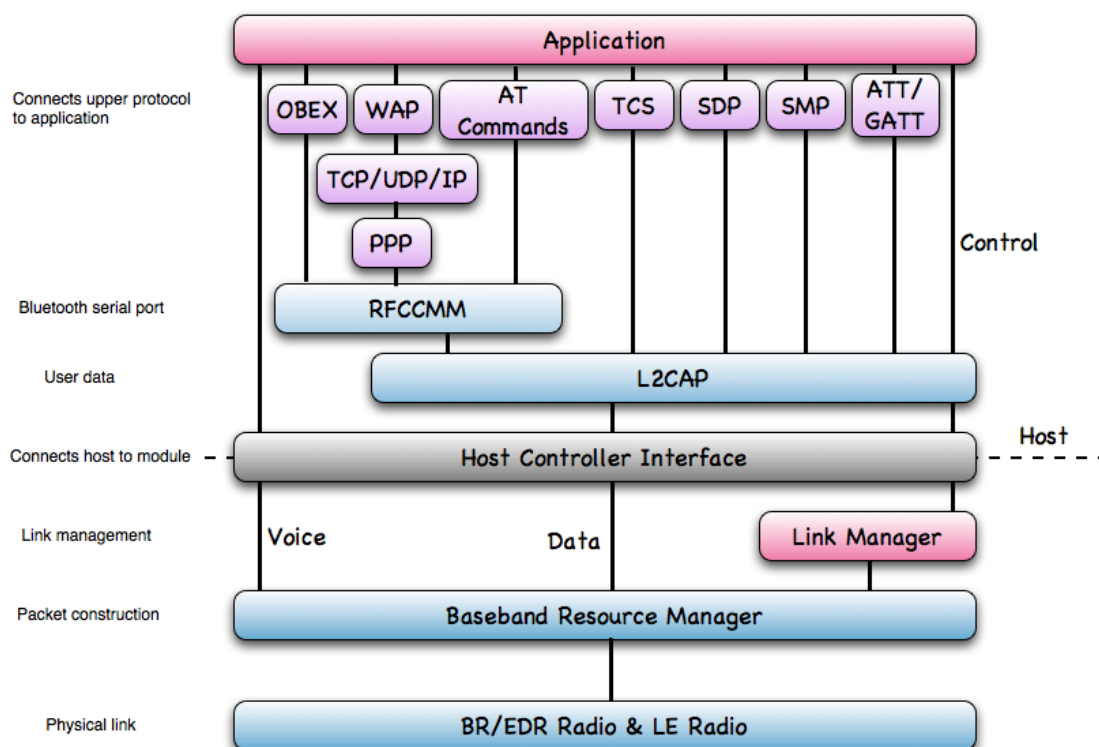 Application
Connects upper protocol
to application
OBEX
WAP
AT
Commands
TCS
SDP
SMP
ATT/
GATT
TCP/UDP/IP
PPP
Control
Bluetooth serial port
RFCCMM
User data
L2CAP
Host
Connects host to module
Host Controller Interface
Link management
Voice
Data
Link Manager
Packet construction
Baseband Resource Manager
Physical link
BR/EDR Radio & LE Radio